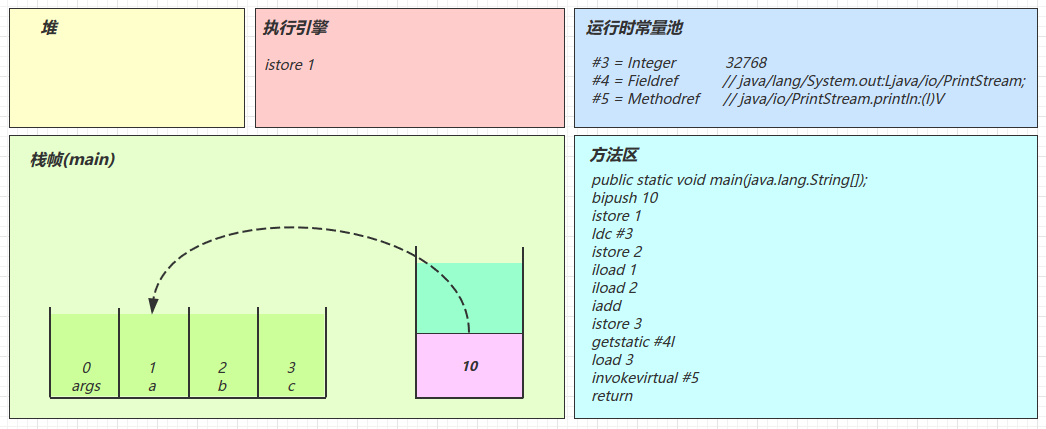 堆
执行引擎
istore 1
运行时常量池
#3 = Integer 32768
#4 = Fieldref // java/lang/System.out:Ljava/io/PrintStream;
#5 = Methodref // java/io/PrintStream.println:(I)V
栈帧(main)
0 1 2 3
args a b c
10
方法区
public static void main(java.lang.String[]);
bipush 10
istore 1
ldc #3
istore 2
iload 1
iload 2
iadd
istore 3
getstatic #4l
load 3
invokevirtual #5
return